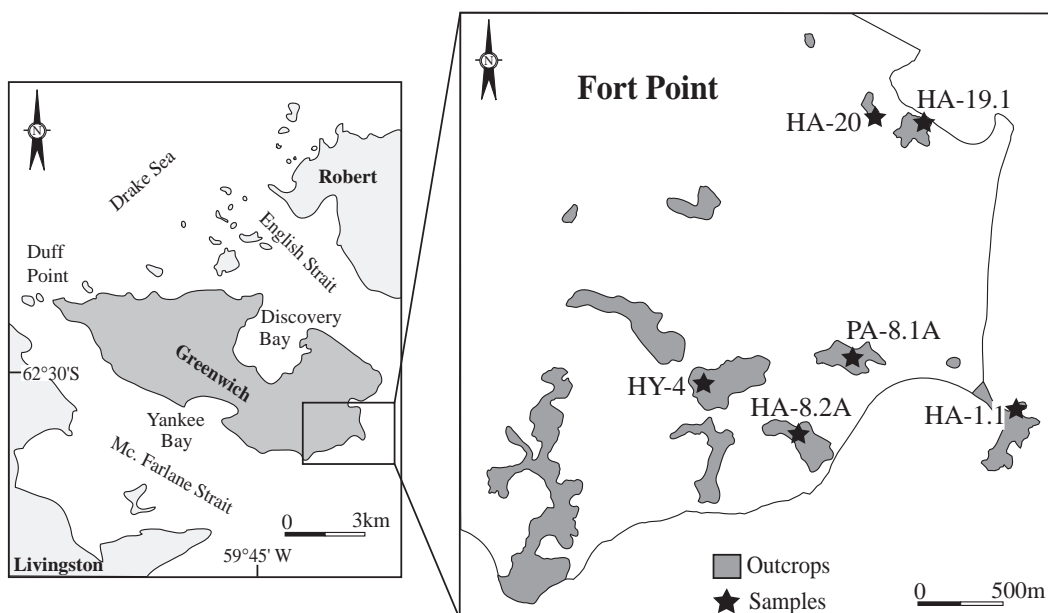 N
Drake Sea
Robert
English Strait
Duff
Point
Discovery
Bay
Greenwich
62°30'S
Yankee
Bay
Mc. Farlane Strait
0 3km
59°45' W
Livingston
N
Fort Point
HA-20
HA-19.1
PA-8.1A
HY-4
HA-8.2A
HA-1.1
Outcrops
Samples
0 500m